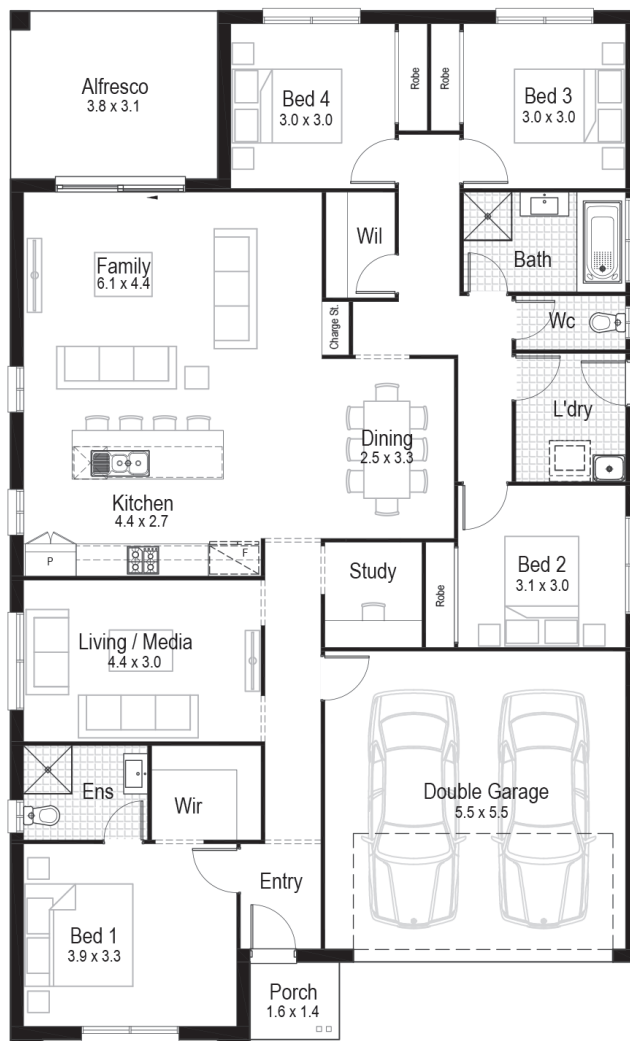 Alfresco
3.8 x 3.1
Bed 4
3.0 x 3.0
Robe
Robe
Bed 3
3.0 x 3.0
Wil
Bath
Family
6.1 x 4.4
Charge St.
Wc
L'dry
Dining
2.5 x 3.3
Kitchen
4.4 x 2.7
P
F
Study
Robe
Bed 2
3.1 x 3.0
Living / Media
4.4 x 3.0
Ens
Wir
Double Garage
5.5 x 5.5
Entry
Bed 1
3.9 x 3.3
Porch
1.6 x 1.4